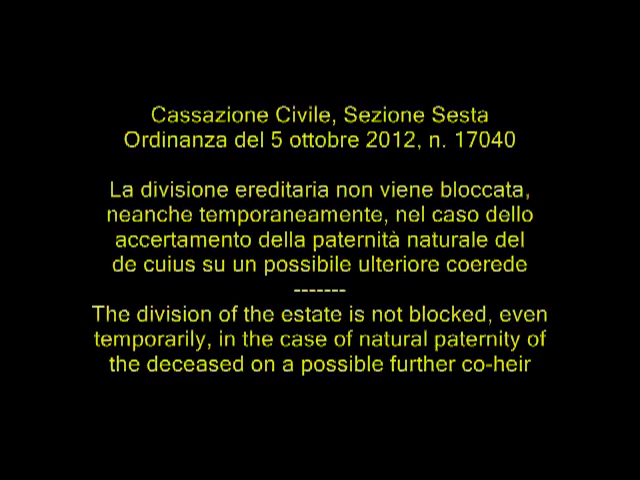 Cassazione Civile, Sezione Sesta
Ordinanza del 5 ottobre 2012, n. 17040
La divisione ereditaria non viene bloccata,
neanche temporaneamente, nel caso dello
accertamento della paternità naturale del
de cuius su un possibile ulteriore coerede
-------
The division of the estate is not blocked, even
temporarily, in the case of natural paternity of
the deceased on a possible further co-heir